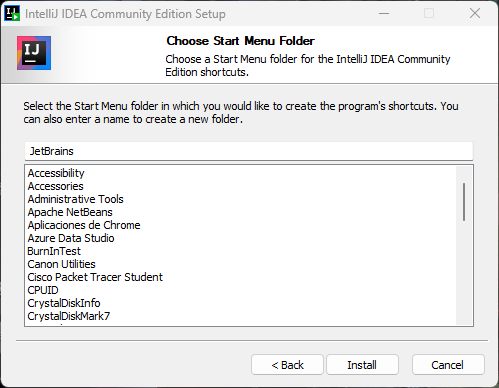 IntelliJ IDEA Community Edition Setup
IJ
Choose Start Menu Folder
Choose a Start Menu folder for the IntelliJ IDEA Community
Edition shortcuts.
Select the Start Menu folder in which you would like to create the program's shortcuts. You
can also enter a name to create a new folder.
JetBrains
Accessibility
Accessories
Administrative Tools
Apache NetBeans
Aplicaciones de Chrome
Azure Data Studio
BurnInTest
Canon Utilities
Cisco Packet Tracer Student
CPUID
CrystalDiskInfo
CrystalDiskMark7
< Back
Install
Cancel